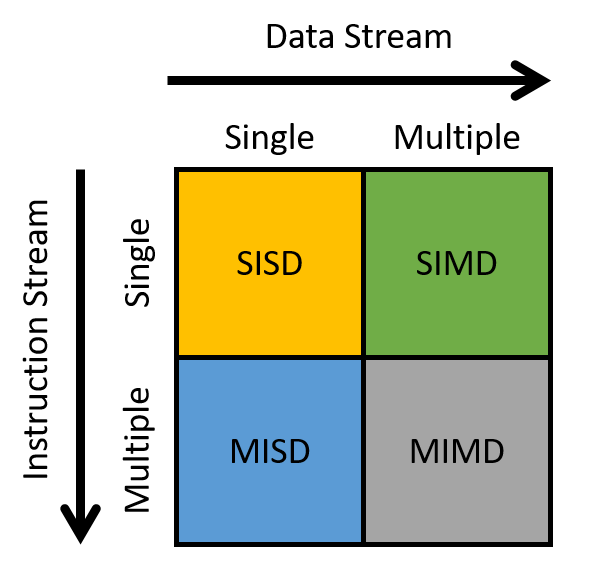 Data Stream
Single Multiple
Instruction Stream
Single
SISD SIMD
Multiple
MISD MIMD